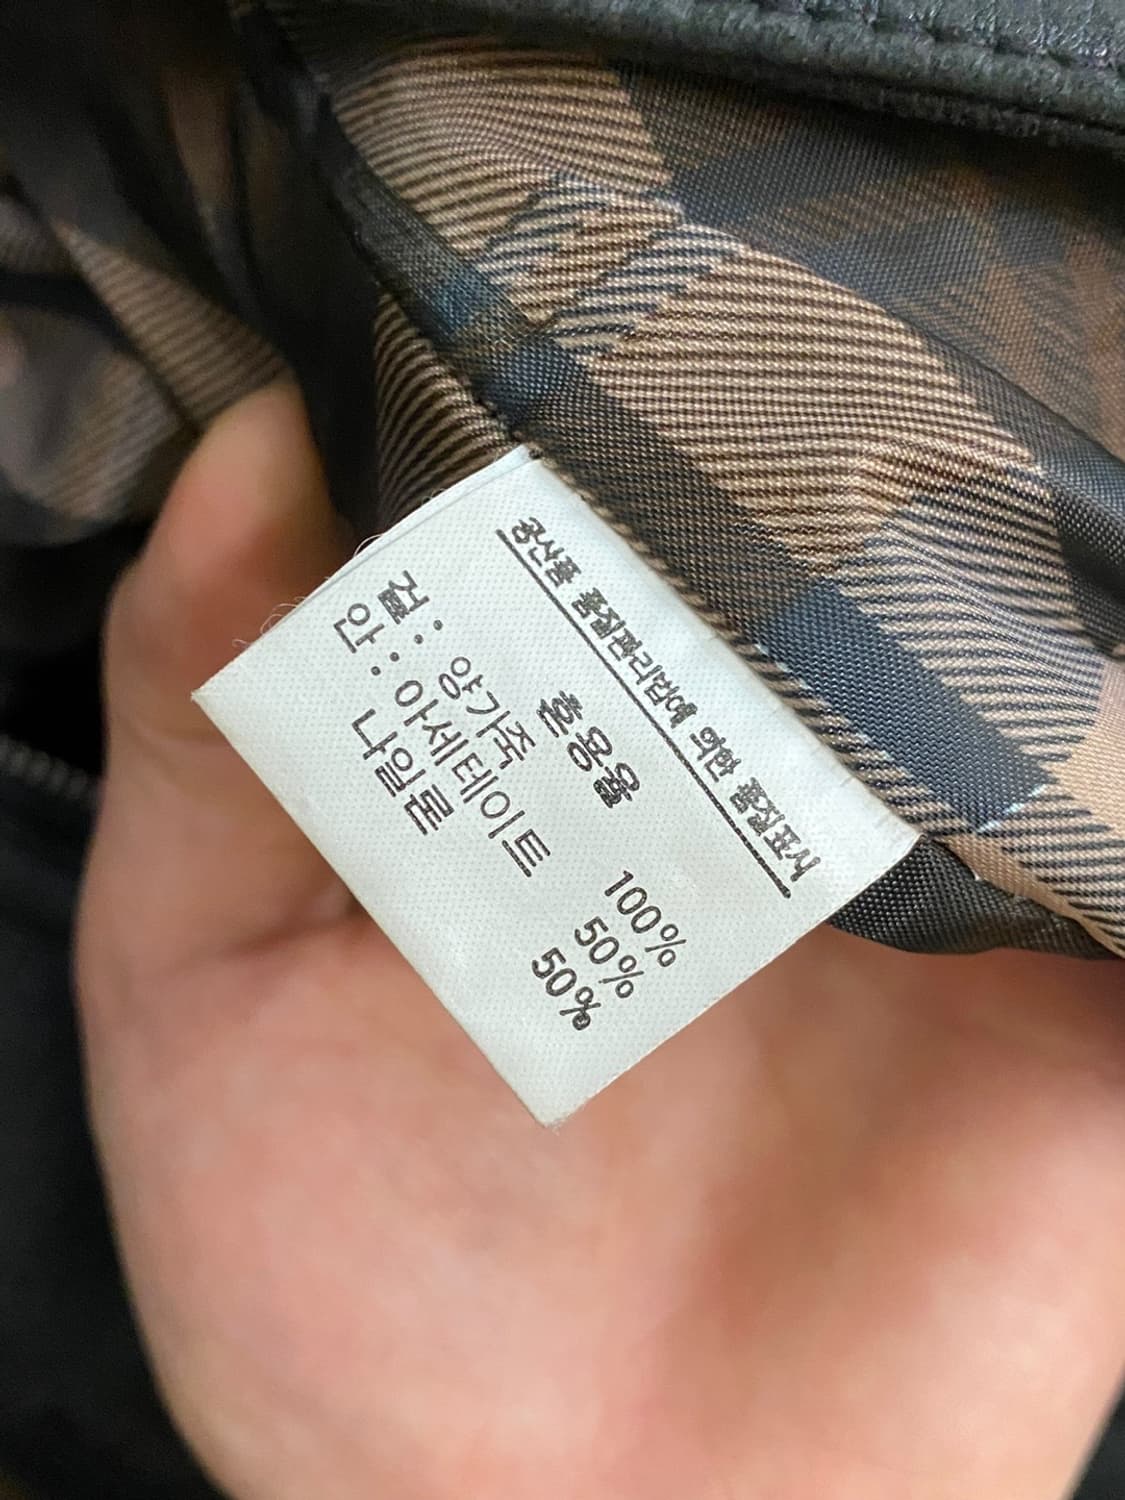 공산품 품질관리법에 의한 품질표시
혼용율
겉: 양가죽 100%
안: 아세테이트 50%
나일론 50%